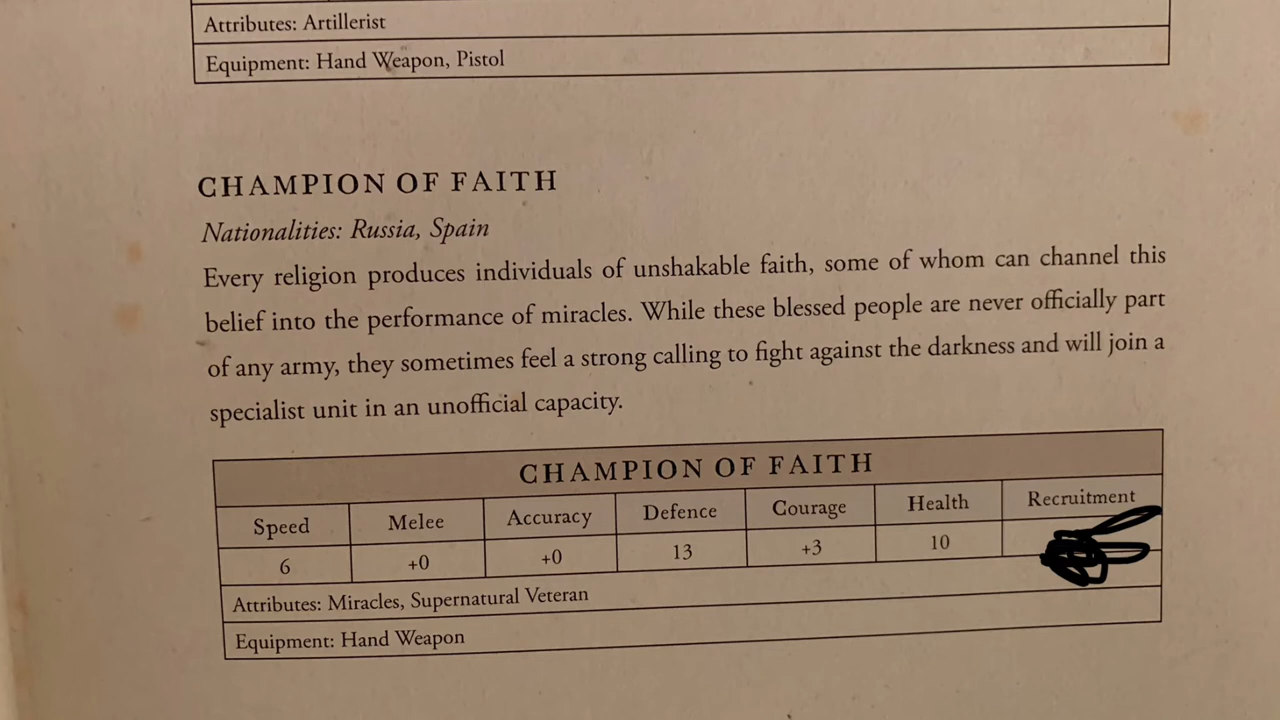 Attributes: Artillerist
Equipment: Hand Weapon, Pistol
CHAMPION OF FAITH
Nationalities: Russia, Spain
Every religion produces individuals of unshakable faith, some of whom can channel this
belief into the performance of miracles. While these blessed people are never officially part
of any army, they sometimes feel a strong calling to fight against the darkness and will join a
specialist unit in an unofficial capacity.
CHAMPION OF FAITH
Speed Melee Accuracy Defence Courage Health Recruitment
6 +0 +0 13 +3 10
Attributes: Miracles, Supernatural Veteran
Equipment: Hand Weapon